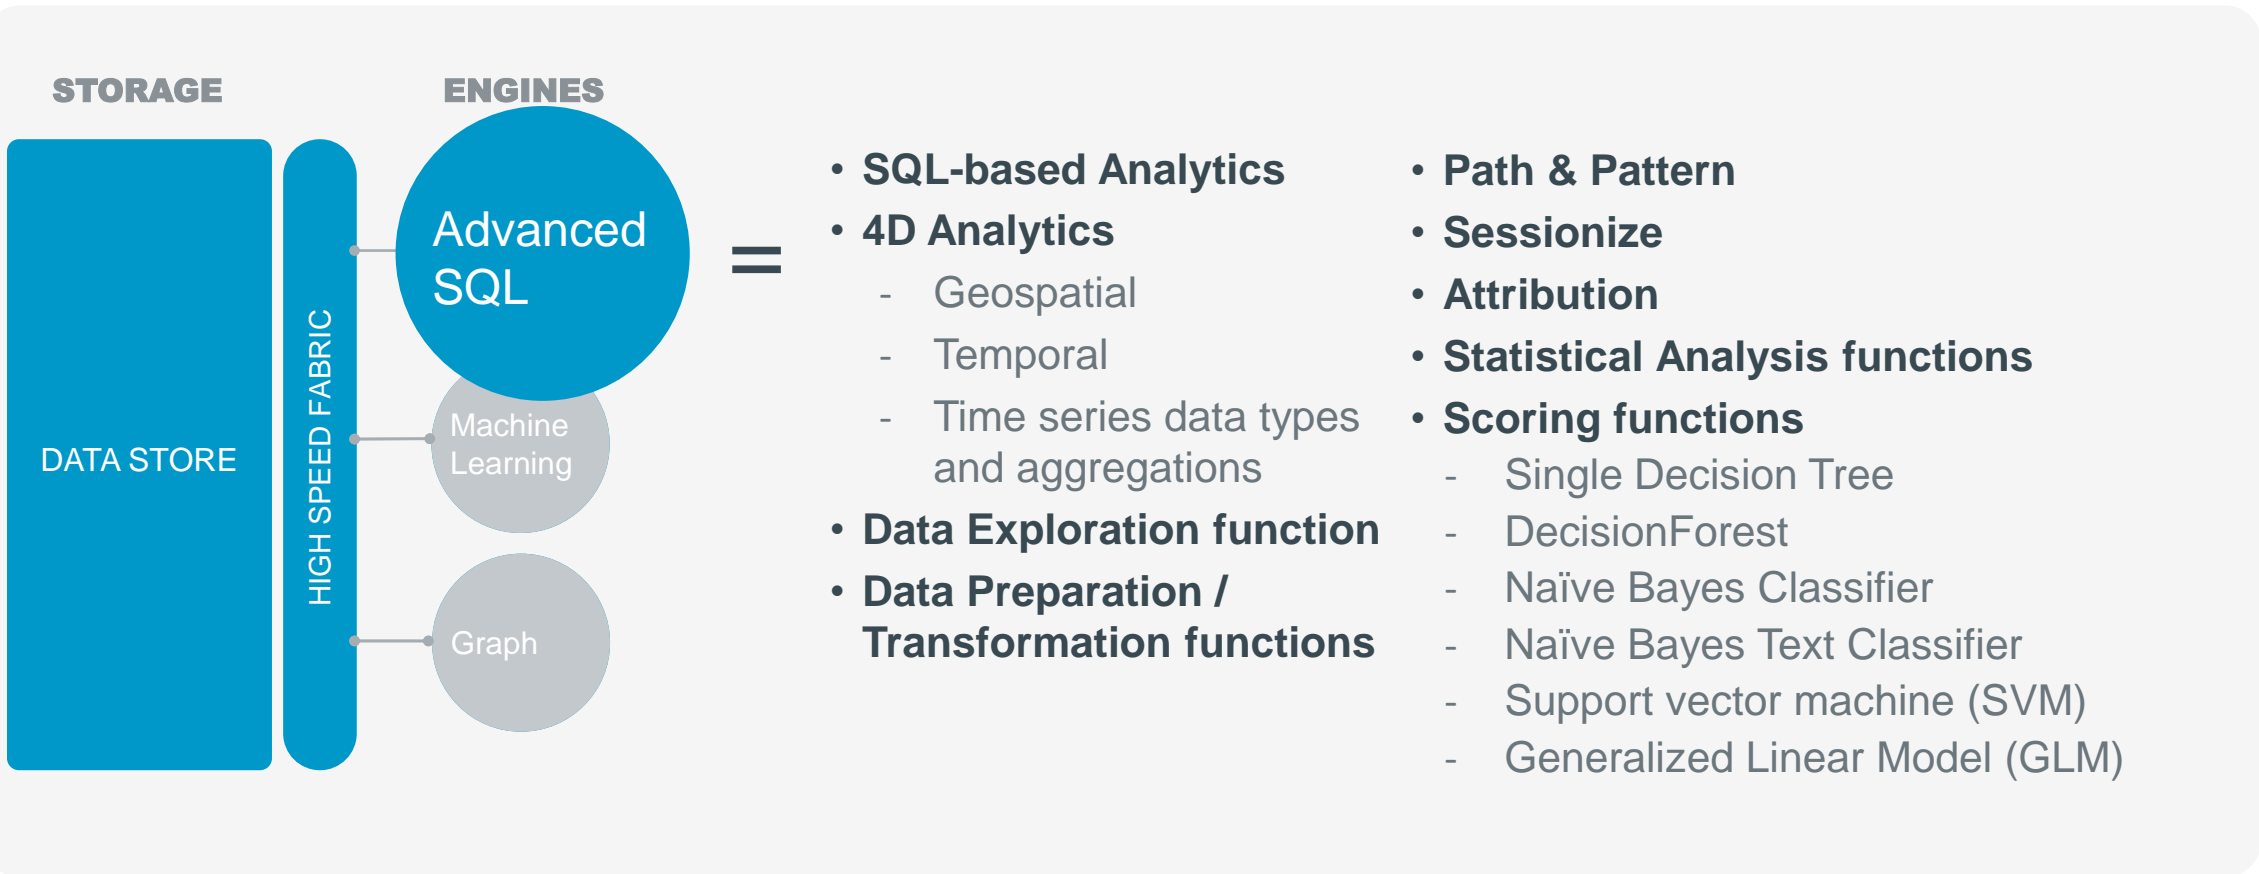 STORAGE
ENGINES
DATA STORE
HIGH SPEED FABRIC
Advanced
SQL
Machine
Learning
Graph
=
• SQL-based Analytics
• 4D Analytics
- Geospatial
- Temporal
- Time series data types
and aggregations
• Data Exploration function
• Data Preparation /
Transformation functions
• Path & Pattern
• Sessionize
• Attribution
• Statistical Analysis functions
• Scoring functions
- Single Decision Tree
- DecisionForest
- Naïve Bayes Classifier
- Naïve Bayes Text Classifier
- Support vector machine (SVM)
- Generalized Linear Model (GLM)